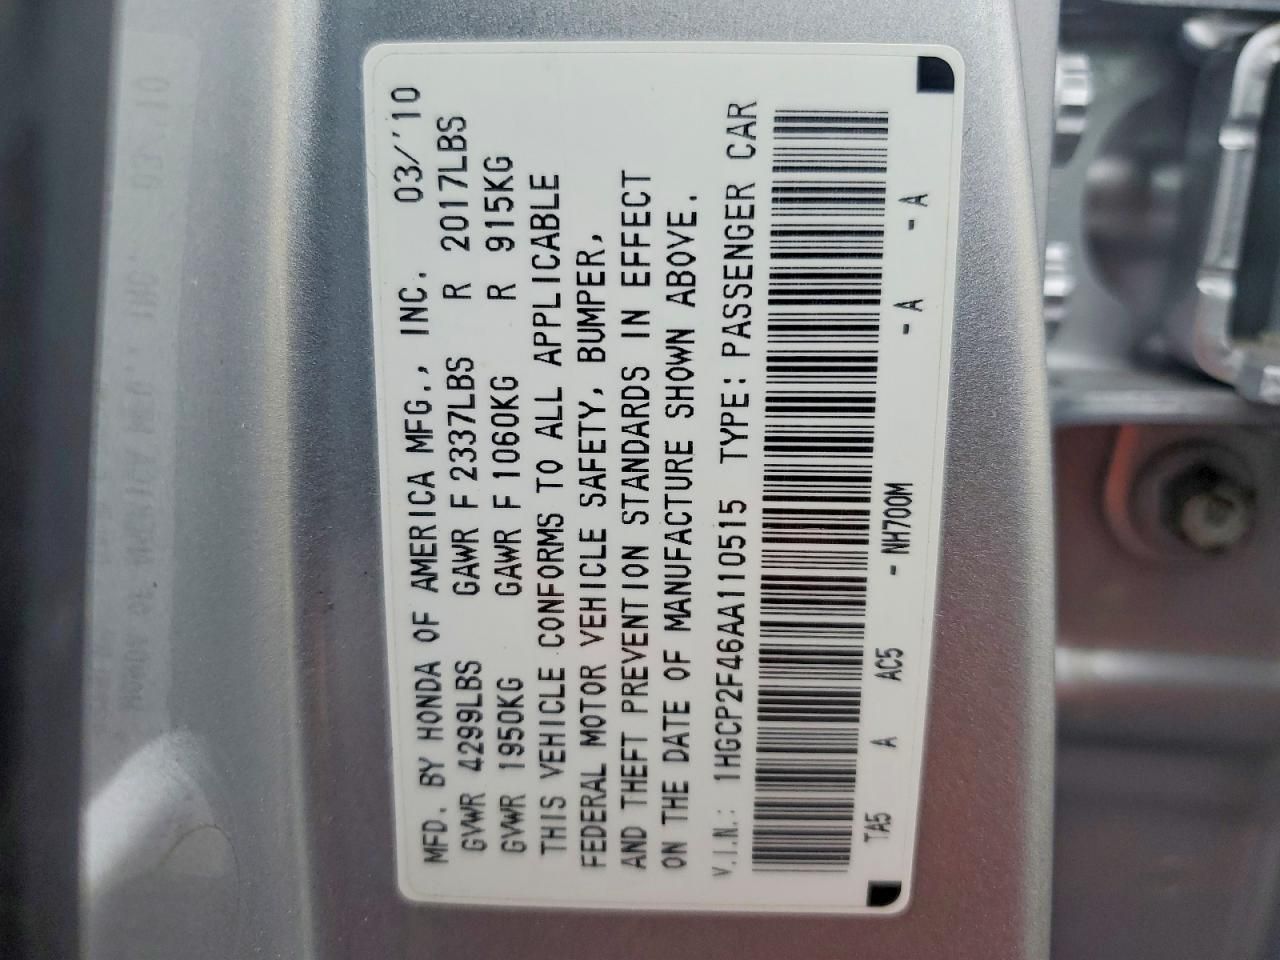 MFD. BY HONDA OF AMERICA MFG., INC. 03/'10
GVWR 4299LBS GAWR F 2337LBS R 2017LBS
GVWR 1950KG GAWR F 1060KG R 915KG
THIS VEHICLE CONFORMS TO ALL APPLICABLE
FEDERAL MOTOR VEHICLE SAFETY, BUMPER,
AND THEFT PREVENTION STANDARDS IN EFFECT
ON THE DATE OF MANUFACTURE SHOWN ABOVE.
V.I.N.: 1HGCP2F46AA110515 TYPE: PASSENGER CAR
TA5 A AC5 - NH700M - A - A